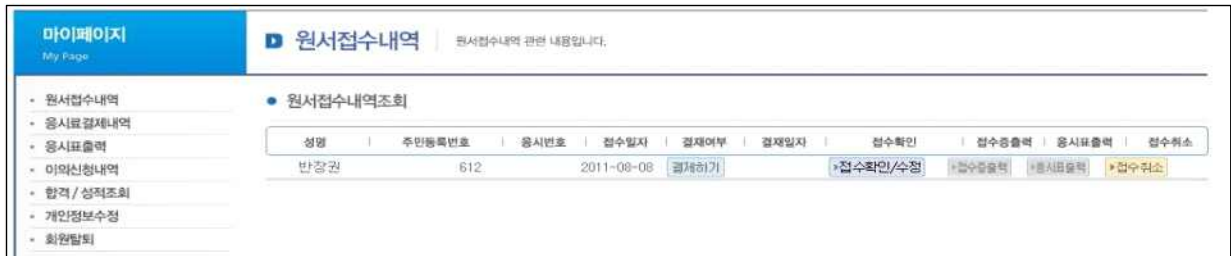 마이페이지
My Page
원서접수내역
원서접수내역 관련 내용입니다.
원서접수내역
응시료결제내역
응시표출력
이의신청내역
합격/성적조회
개인정보수정
회원탈퇴
원서접수내역조회
성명 주민등록번호 응시번호 접수일자 결재여부 결재일자 접수확인 접수증출력 응시표출력 접수취소
반장권 612 2011-08-08 결제하기 접수확인/수정 접수증출력 응시표출력 접수취소